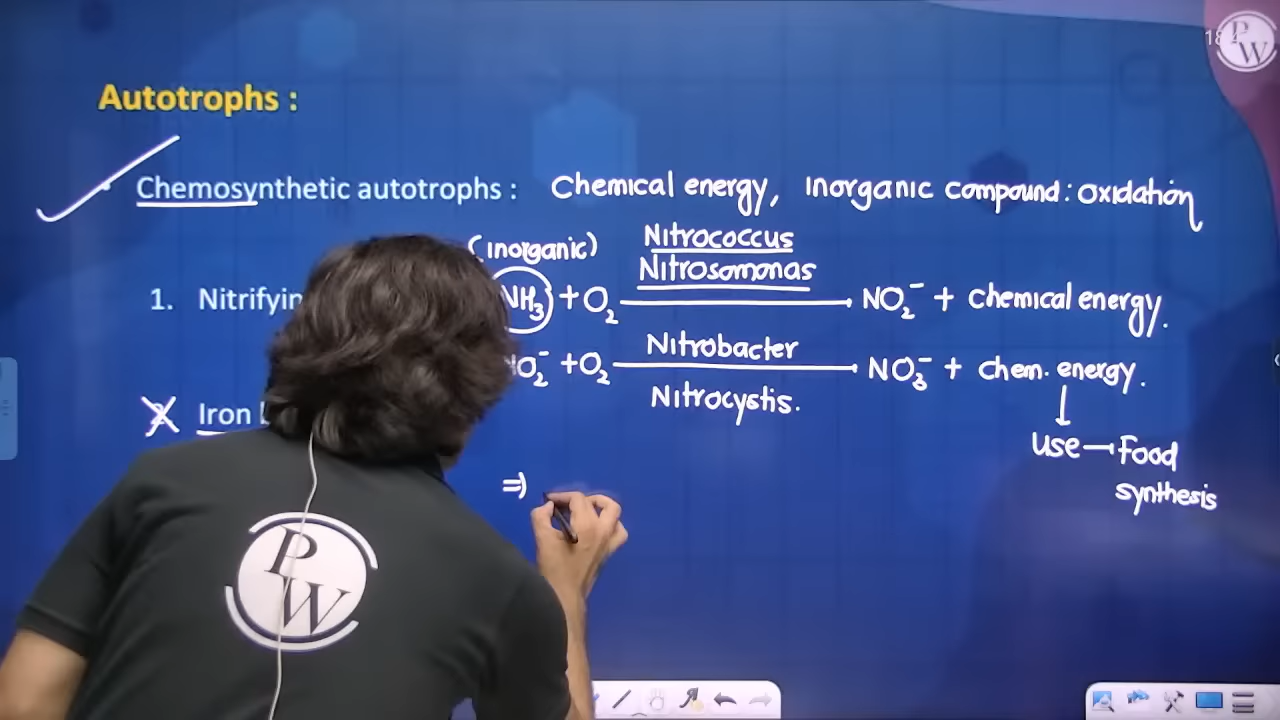 PW
18
Autotrophs :
Chemosynthetic autotrophs : Chemical energy, Inorganic compound : oxidation
(Inorganic) Nitrococcus
Nitrosomonas
1. NH₃ + O₂ → NO₂⁻ + Chemical energy.
Nitrobacter
O₂⁻ + O₂ → NO₃⁻ + chem. energy.
Nitrocystis.
Iron
use → Food
synthesis
⇒
PW